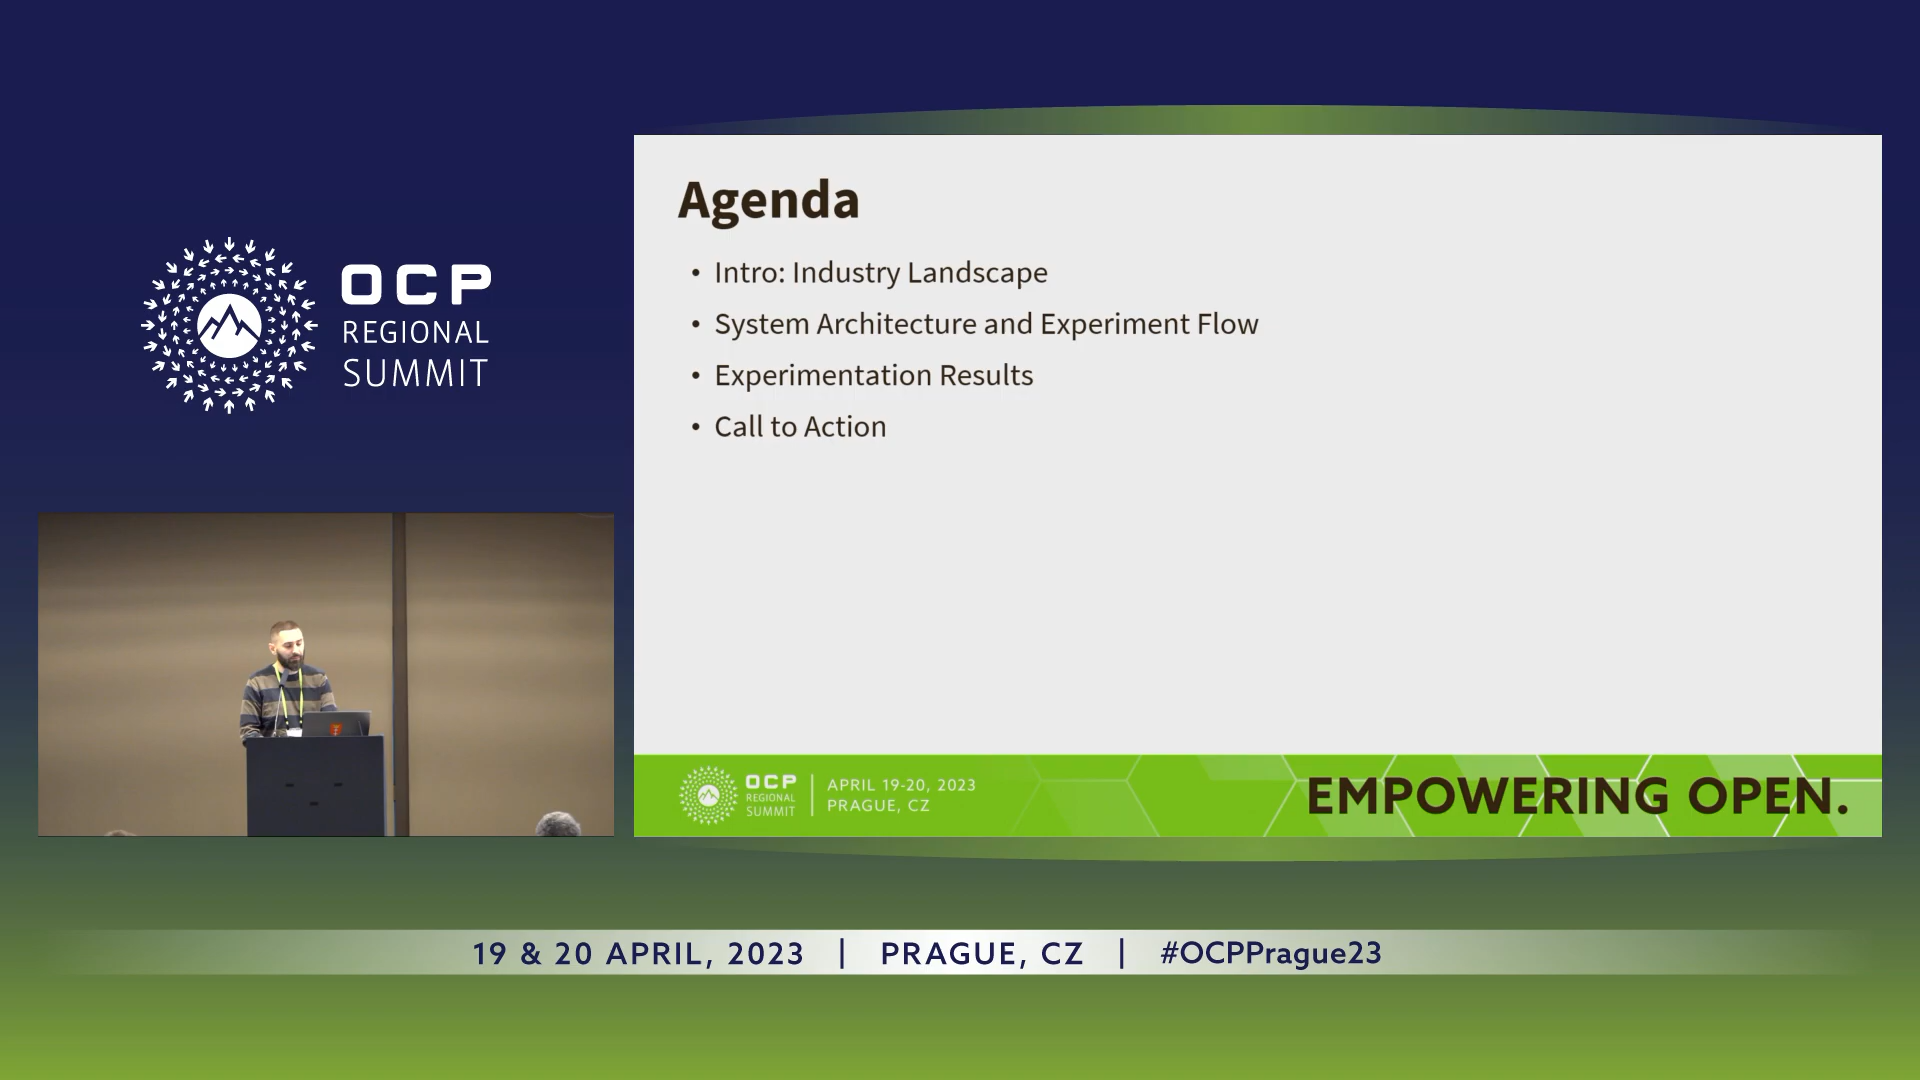 OCP
REGIONAL
SUMMIT
Agenda
• Intro: Industry Landscape
• System Architecture and Experiment Flow
• Experimentation Results
• Call to Action
OCP
REGIONAL
SUMMIT
APRIL 19-20, 2023
PRAGUE, CZ
EMPOWERING OPEN.
19 & 20 APRIL, 2023 | PRAGUE, CZ | #OCPPrague23